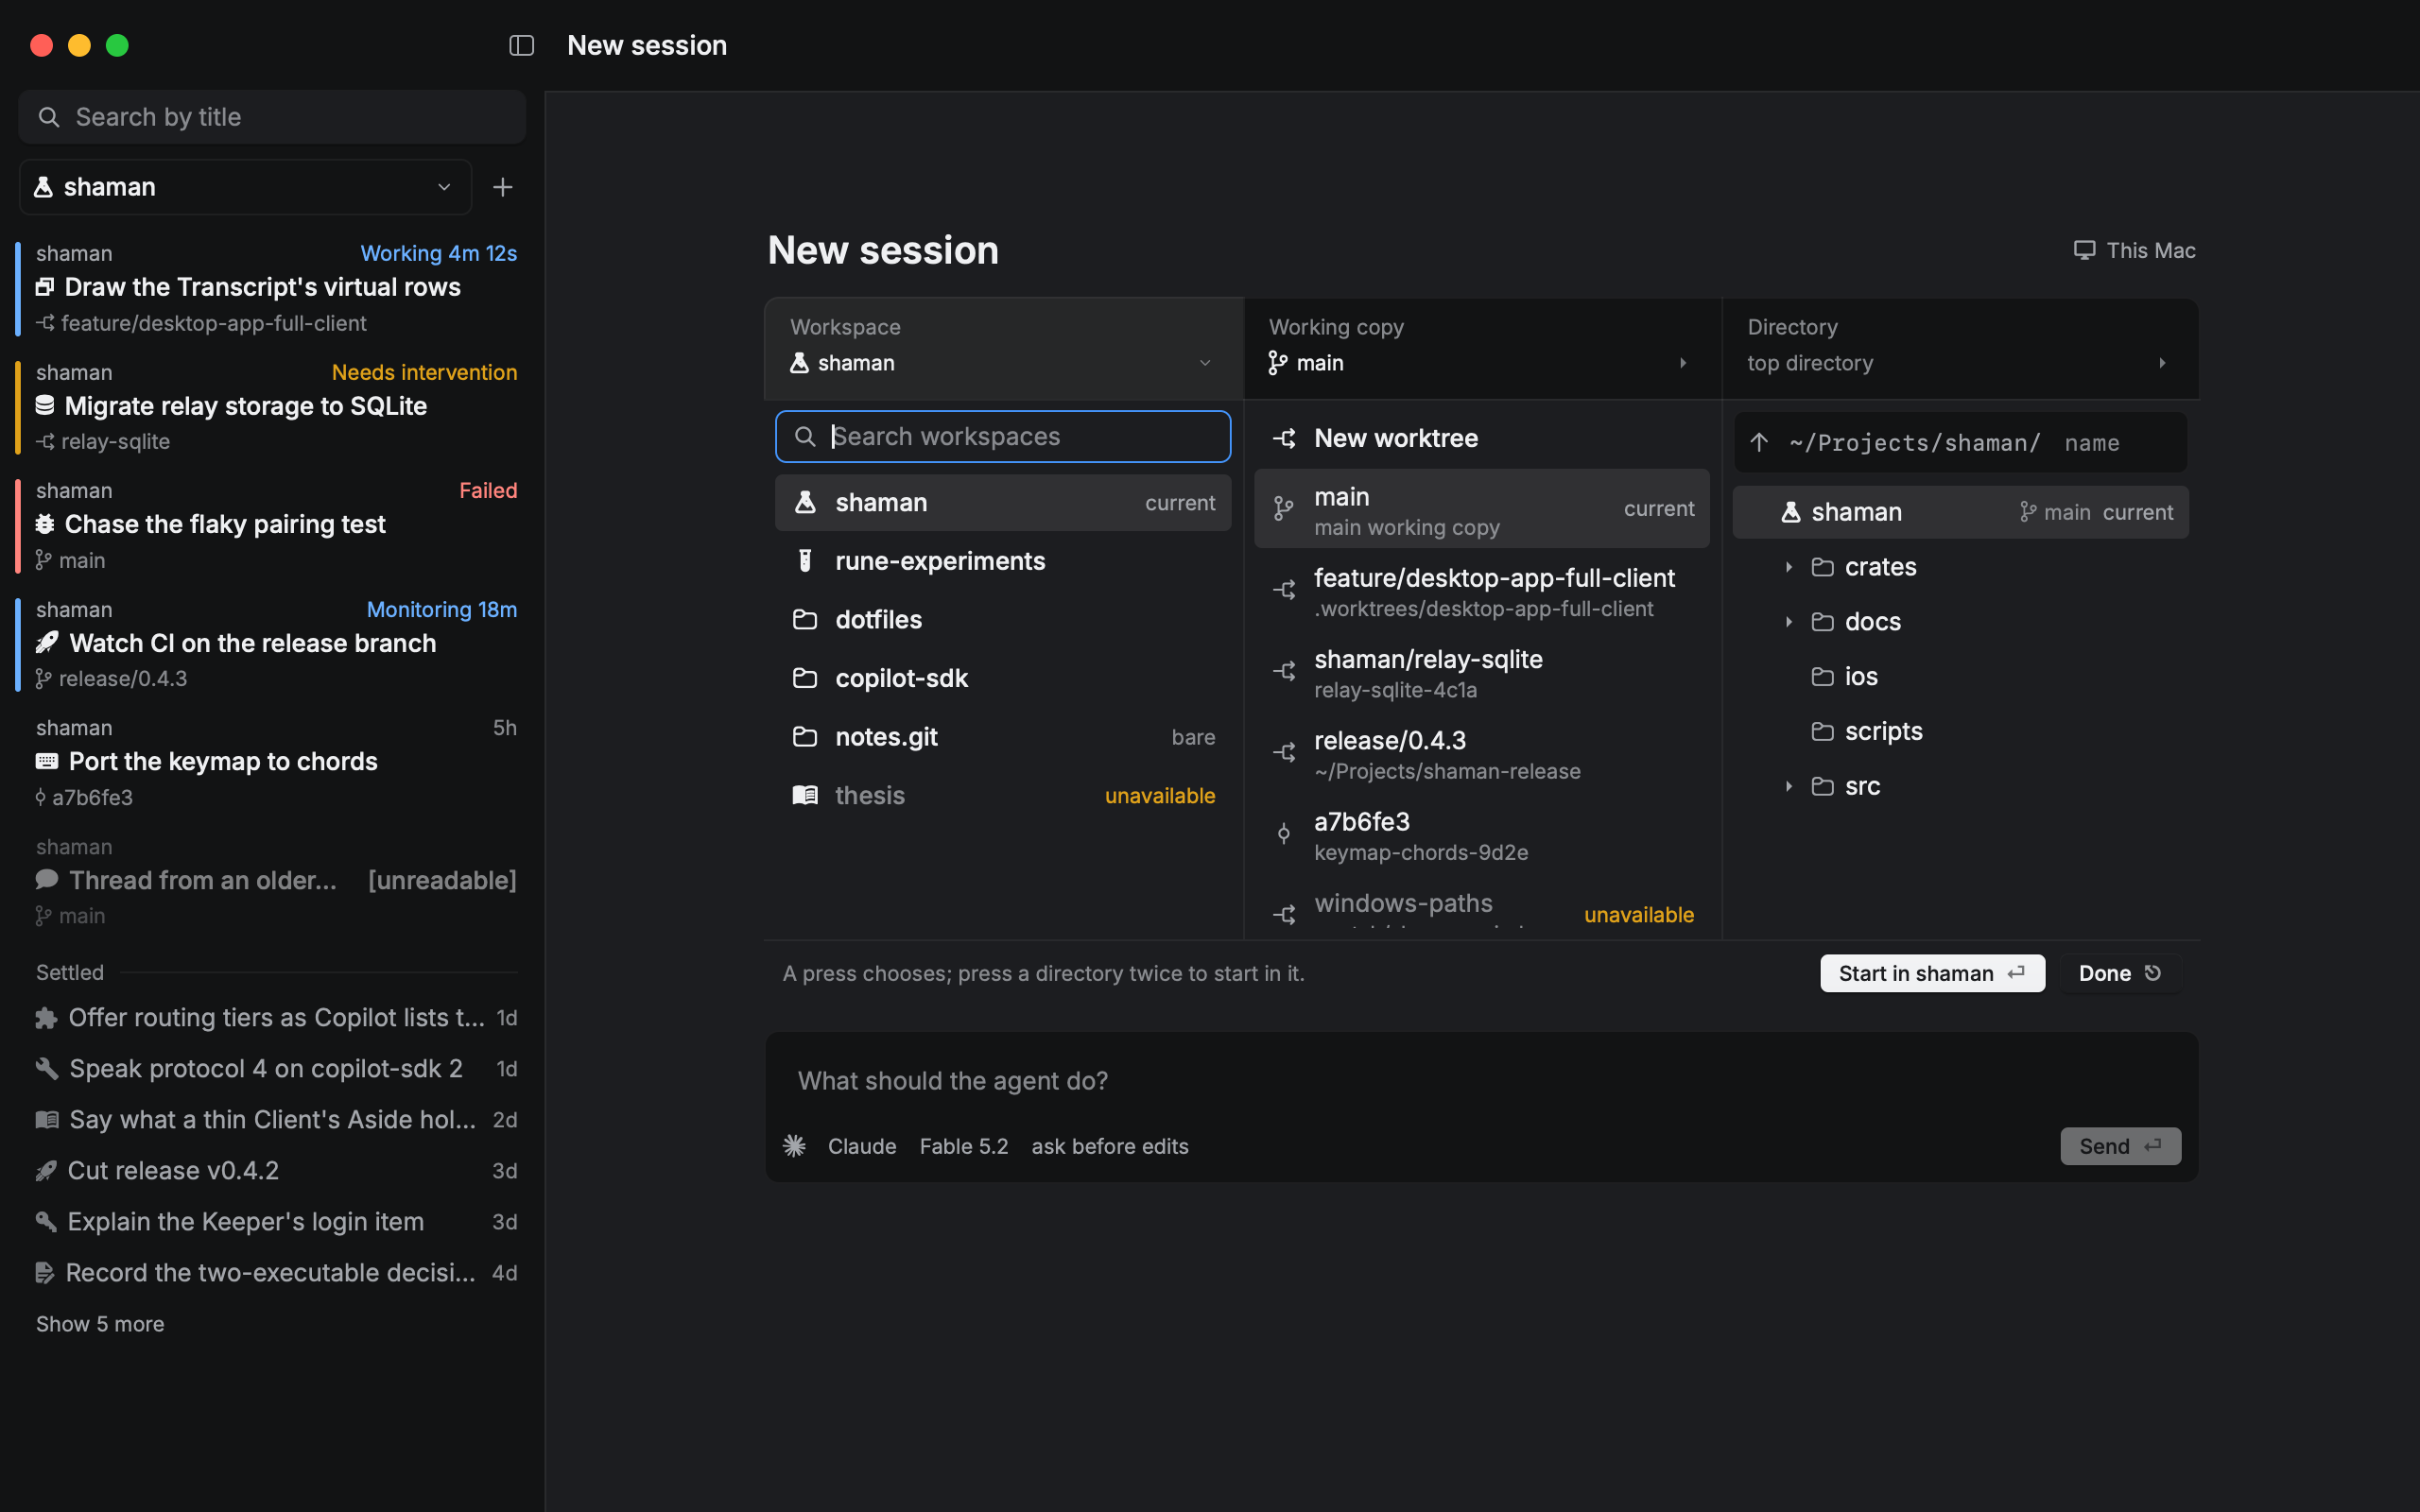 New session
Search by title
shaman
shaman Working 4m 12s
Draw the Transcript's virtual rows
feature/desktop-app-full-client
shaman Needs intervention
Migrate relay storage to SQLite
relay-sqlite
shaman Failed
Chase the flaky pairing test
main
shaman Monitoring 18m
Watch CI on the release branch
release/0.4.3
shaman 5h
Port the keymap to chords
a7b6fe3
shaman
Thread from an older... [unreadable]
main
Settled
Offer routing tiers as Copilot lists t... 1d
Speak protocol 4 on copilot-sdk 2 1d
Say what a thin Client's Aside hol... 2d
Cut release v0.4.2 3d
Explain the Keeper's login item 3d
Record the two-executable decisi... 4d
Show 5 more
New session
This Mac
Workspace
shaman
Search workspaces
shaman current
rune-experiments
dotfiles
copilot-sdk
notes.git bare
thesis unavailable
Working copy
main
New worktree
main
main working copy
current
feature/desktop-app-full-client
.worktrees/desktop-app-full-client
shaman/relay-sqlite
relay-sqlite-4c1a
release/0.4.3
~/Projects/shaman-release
a7b6fe3
keymap-chords-9d2e
windows-paths
unavailable
Directory
top directory
~/Projects/shaman/ name
shaman main current
crates
docs
ios
scripts
src
A press chooses; press a directory twice to start in it.
Start in shaman
Done
What should the agent do?
Claude Fable 5.2 ask before edits
Send